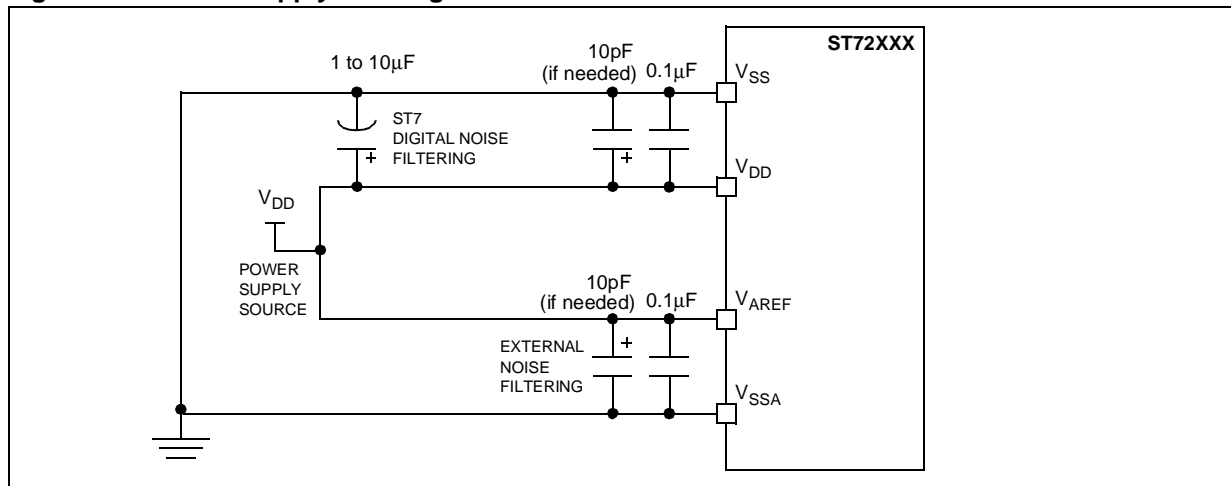 ST72XXX
10pF
(if needed)
0.1μF
1 to 10μF
VSS
ST7
DIGITAL NOISE
FILTERING
+
+
VDD
VDD
POWER
SUPPLY
SOURCE
10pF
(if needed)
0.1μF
VAREF
EXTERNAL
NOISE
FILTERING
+
VSSA